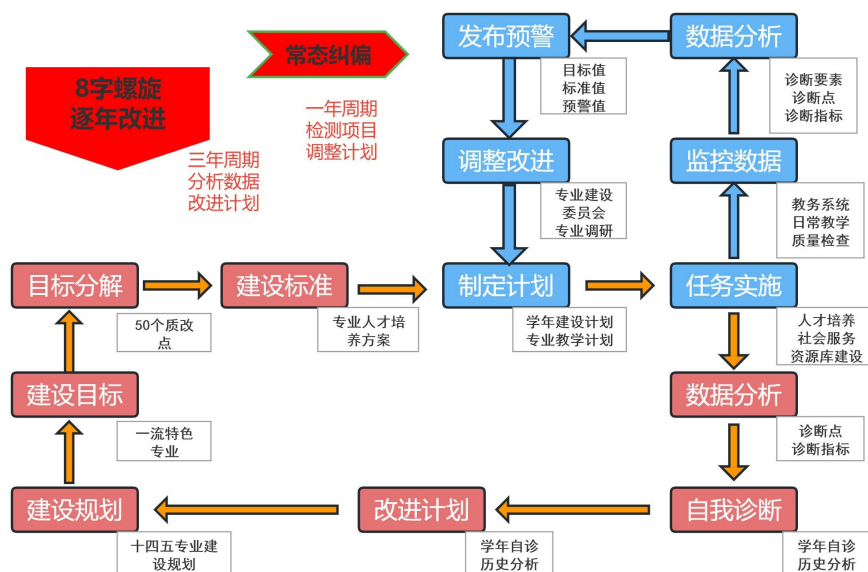 8字螺旋
逐年改进
常态纠偏
一年周期
检测项目
调整计划
三年周期
分析数据
改进计划
发布预警
目标值
标准值
预警值
数据分析
诊断要素
诊断点
诊断指标
调整改进
专业建设
委员会
专业调研
监控数据
教务系统
日常教学
质量检查
目标分解
50个质改
点
建设标准
专业人才培
养方案
制定计划
学年建设计划
专业教学计划
任务实施
人才培养
社会服务
资源库建设
建设目标
一流特色
专业
数据分析
诊断点
诊断指标
建设规划
十四五专业建
设规划
改进计划
学年自诊
历史分析
自我诊断
学年自诊
历史分析